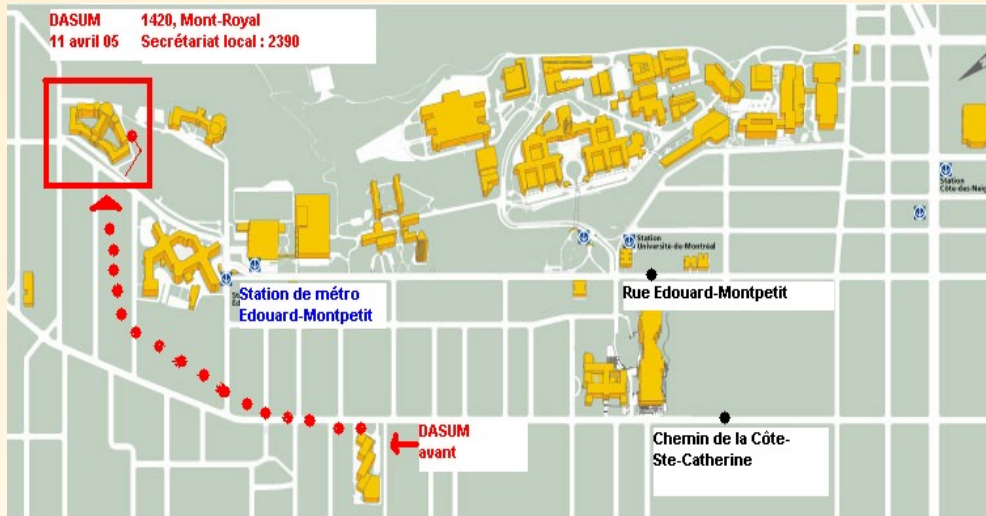 DASUM 1420, Mont-Royal
11 avril 05 Secrétariat local : 2390
Station
Côte-des-Neig
Station
Université-de-Montréal
Station de métro
Edouard-Montpetit
Rue Edouard-Montpetit
DASUM
avant
Chemin de la Côte-
Ste-Catherine